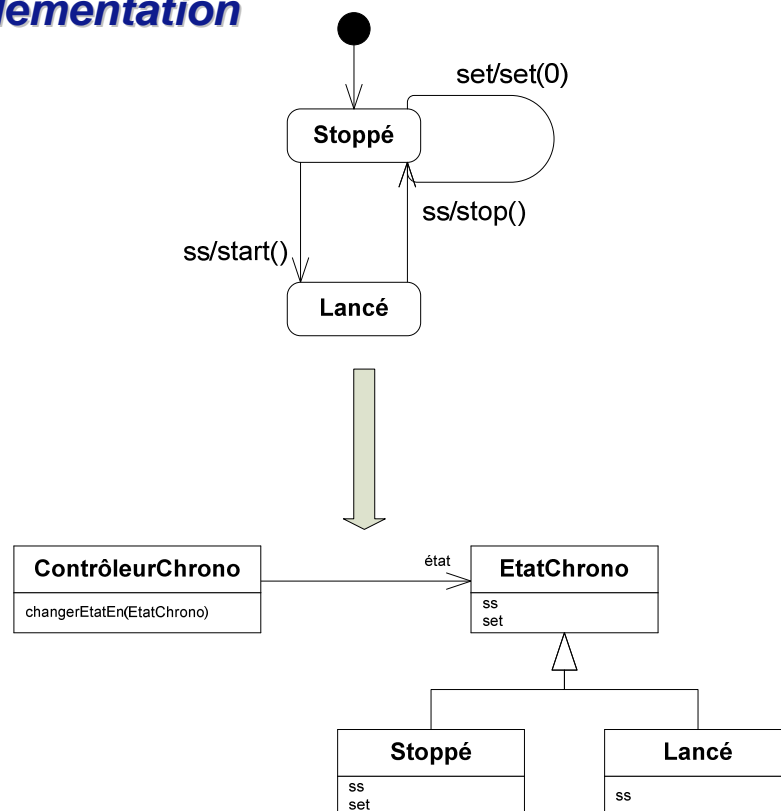 lementation
set/set(0)
Stoppé
ss/stop()
ss/start()
Lancé
état
ContrôleurChrono
EtatChrono
changerEtatEn(EtatChrono)
ss
set
Stoppé
Lancé
ss
set
ss